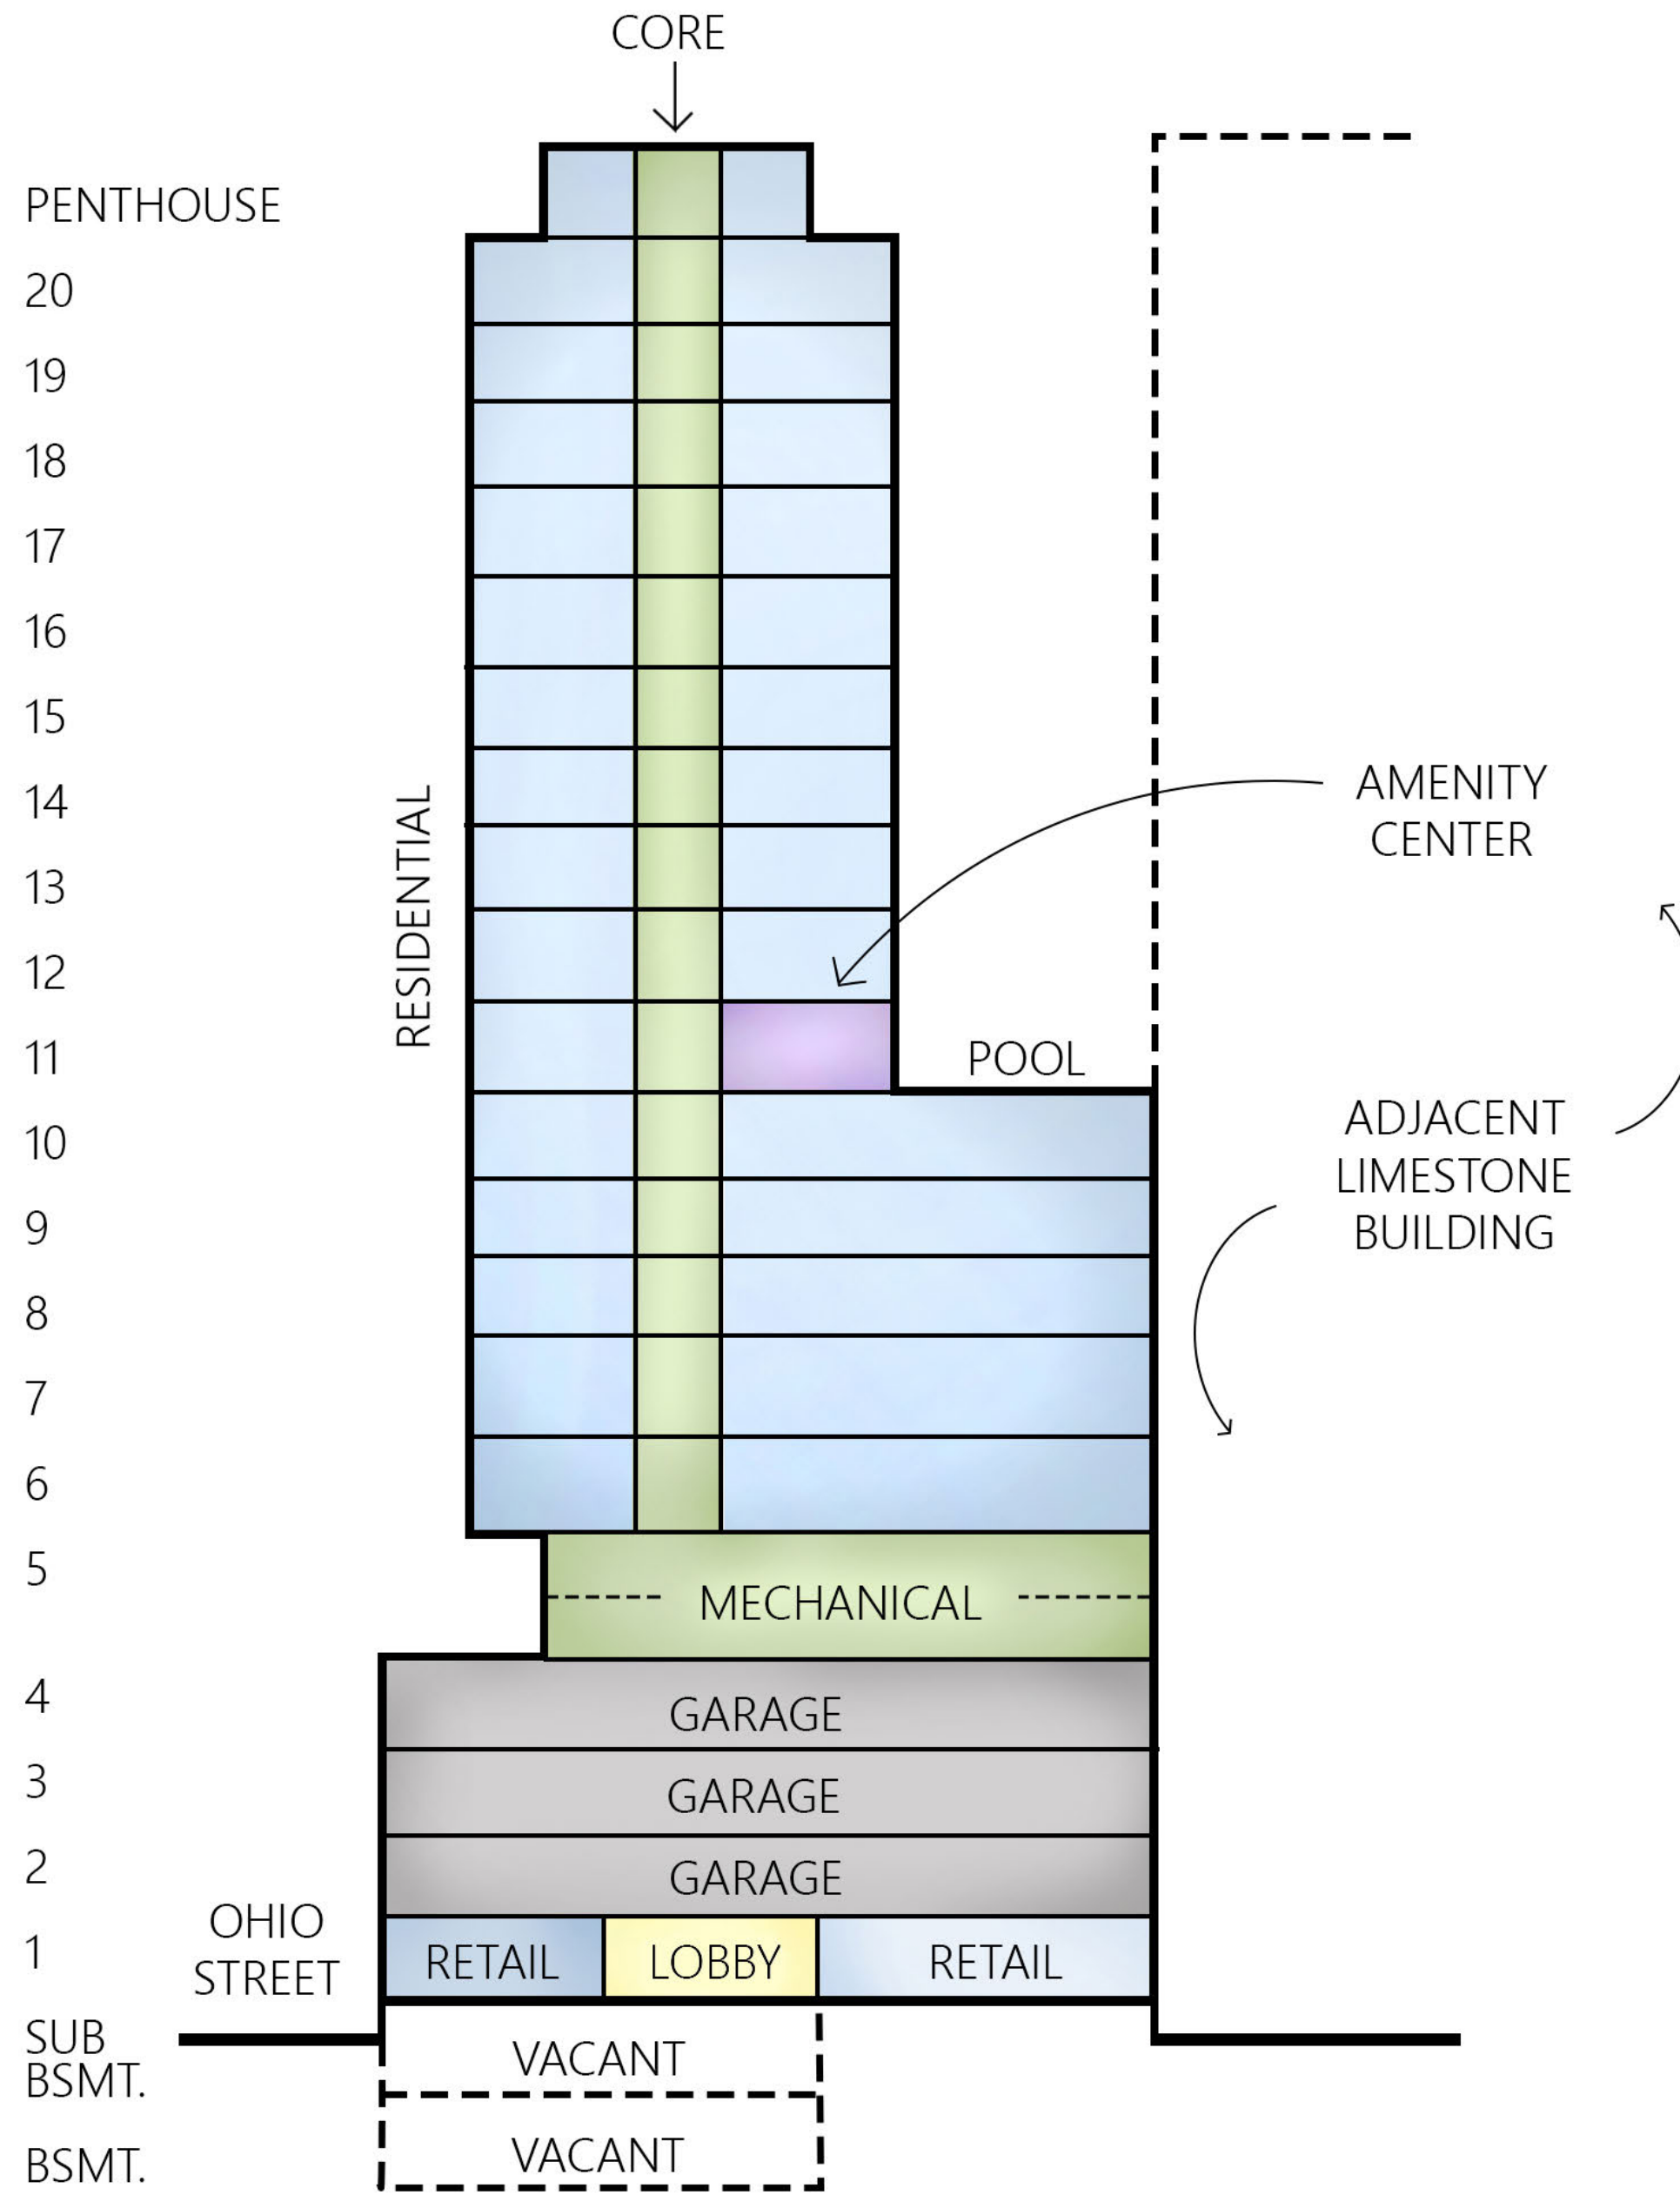 CORE
PENTHOUSE
20
19
18
17
16
15
14
AMENITY
CENTER
RESIDENTIAL
13
12
11
POOL
10
ADJACENT
LIMESTONE
BUILDING
9
8
7
6
5
MECHANICAL
4
GARAGE
3
GARAGE
2
GARAGE
OHIO
STREET
1
RETAIL
LOBBY
RETAIL
SUB
BSMT.
VACANT
BSMT.
VACANT